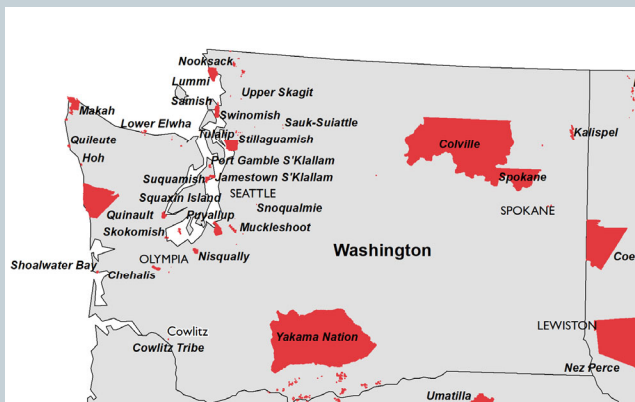 Nooksack
Lummi
Samish
Upper Skagit
Makah
Lower Elwha
Swinomish
Sauk-Suiattle
Tulalip
Stillaguamish
Quileute
Hoh
Port Gamble S'Klallam
Suquamish
Jamestown S'Klallam
Squaxin Island
SEATTLE
Snoqualmie
Quinault
Puyallup
Skokomish
Muckleshoot
Nisqually
OLYMPIA
Shoalwater Bay
Chehalis
Cowlitz
Cowlitz Tribe
Washington
Yakama Nation
Colville
Kalispel
Spokane
SPOKANE
Coe
LEWISTON
Nez Perce
Umatilla